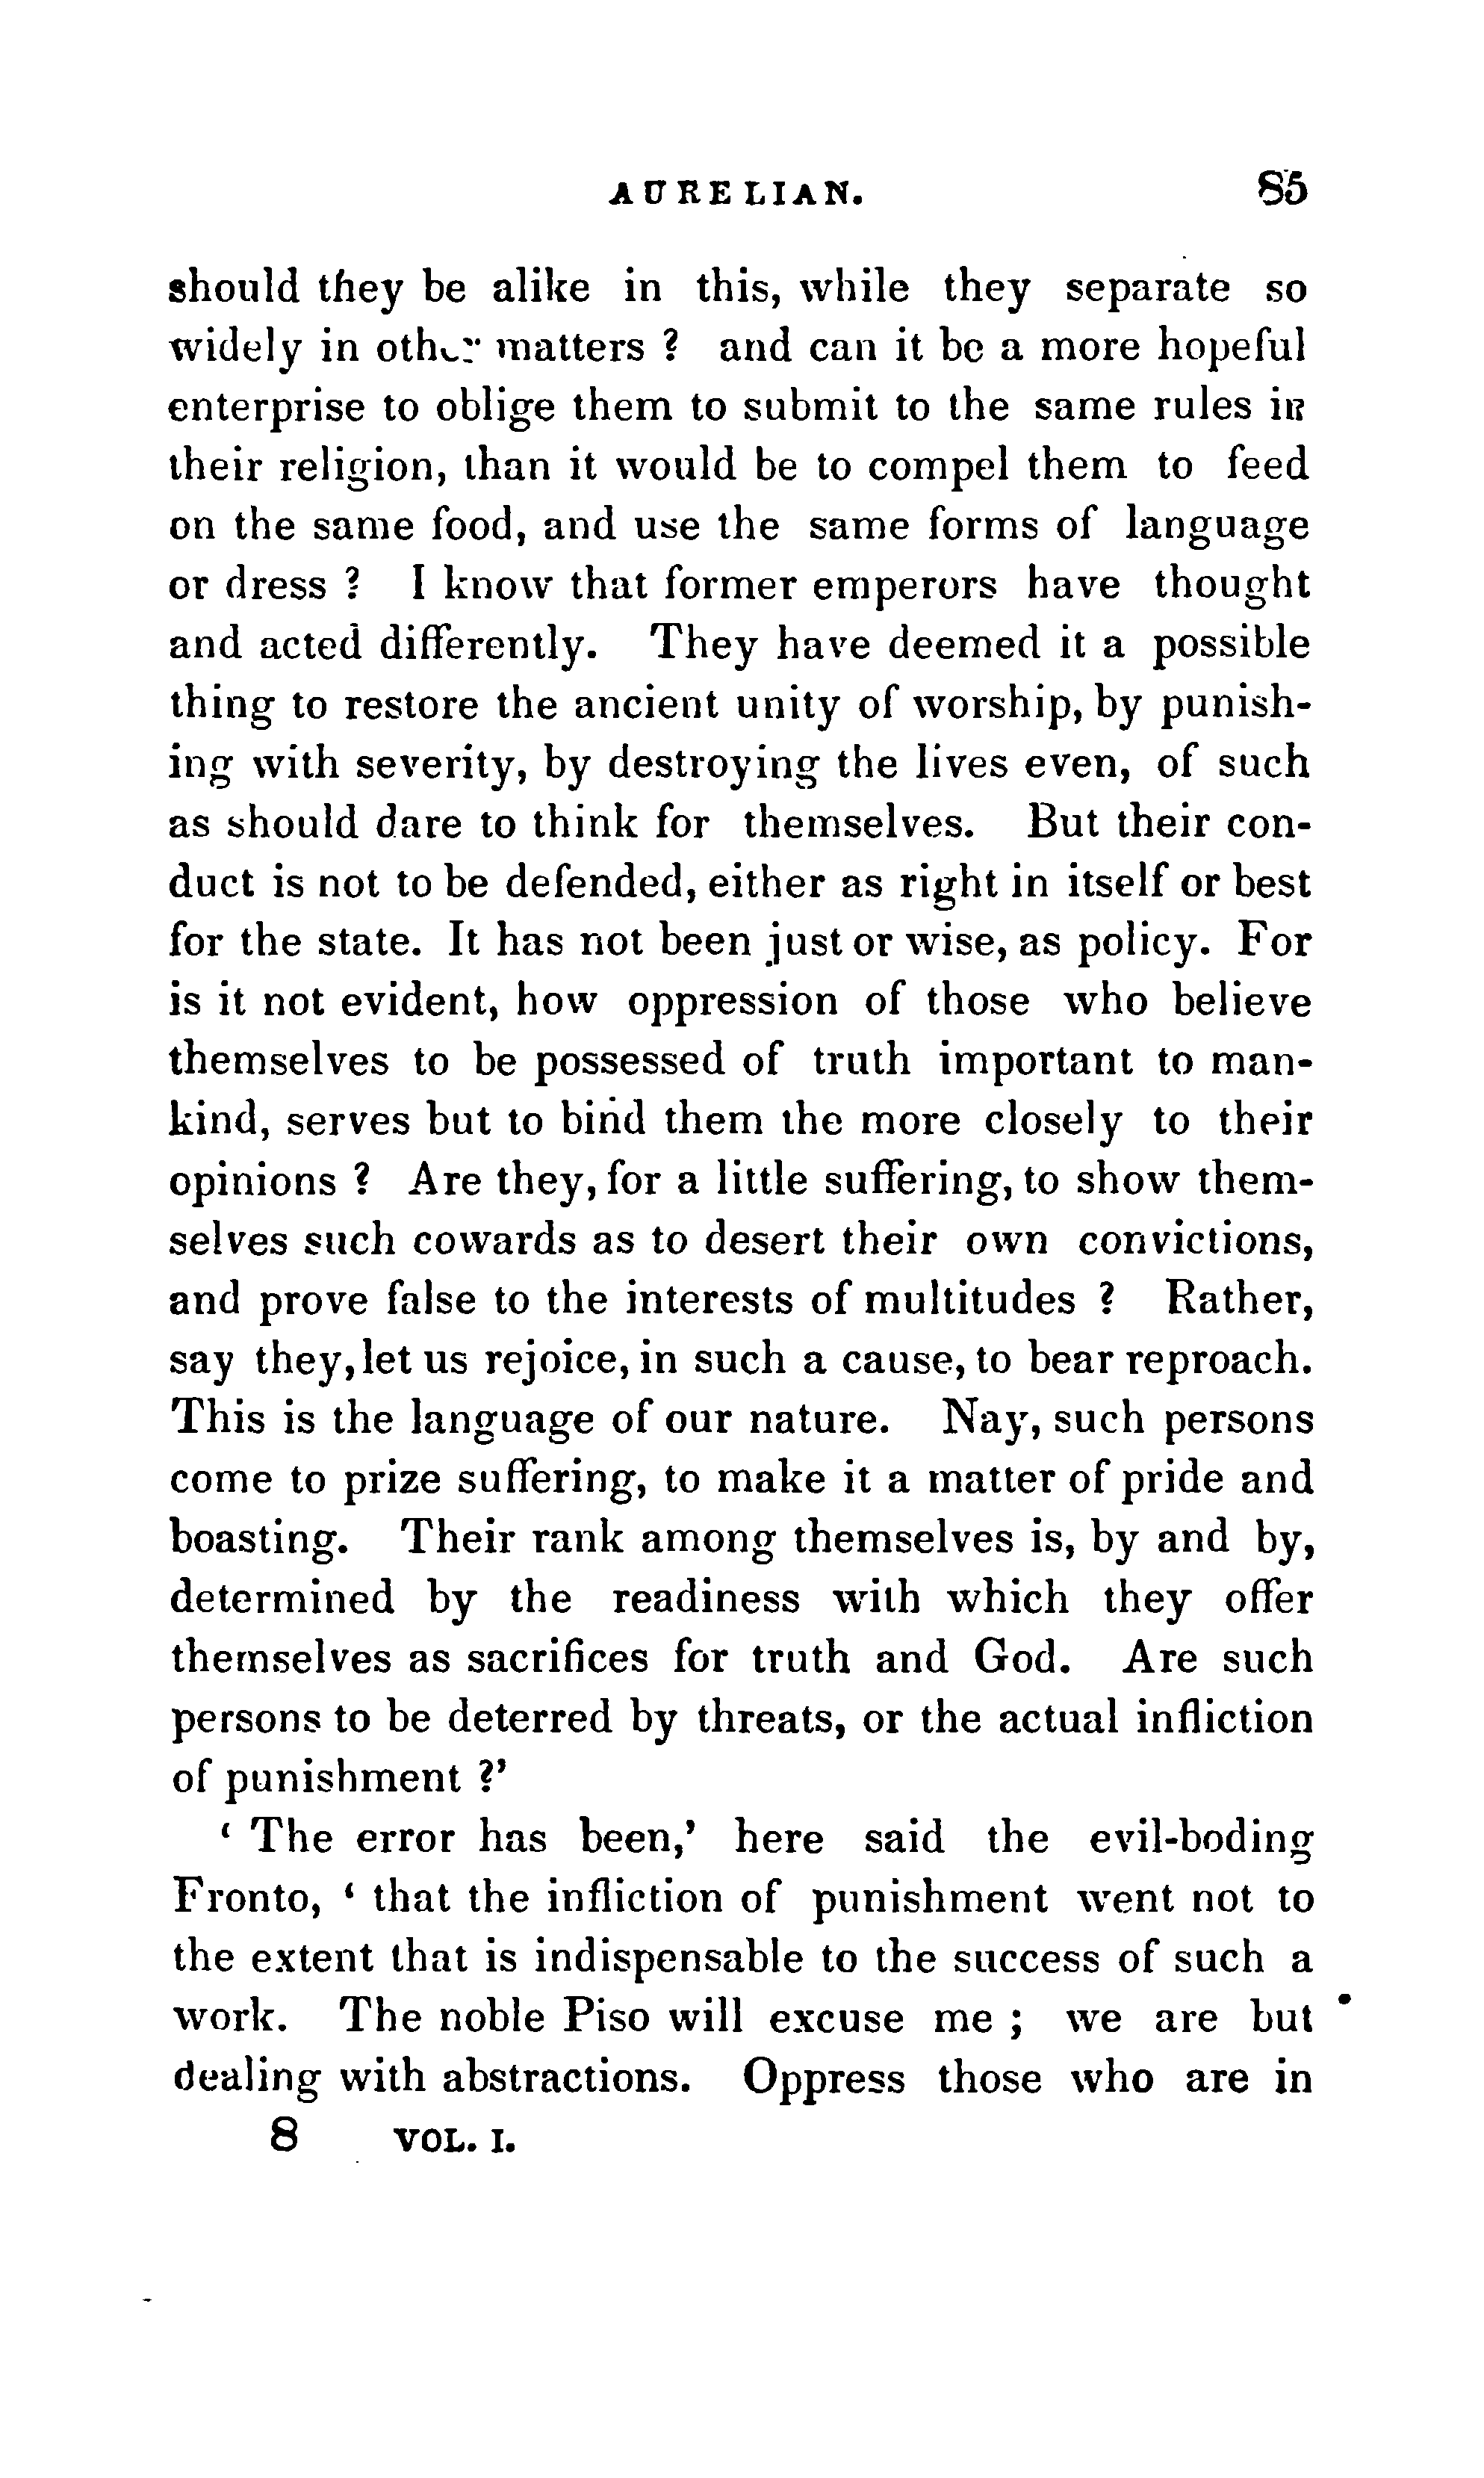 AURELIAN. 85
should they be alike in this, while they separate so
widely in other matters ? and can it be a more hopeful
enterprise to oblige them to submit to the same rules in
their religion, than it would be to compel them to feed
on the same food, and use the same forms of language
or dress ? I know that former emperors have thought
and acted differently. They have deemed it a possible
thing to restore the ancient unity of worship, by punish-
ing with severity, by destroying the lives even, of such
as should dare to think for themselves. But their con-
duct is not to be defended, either as right in itself or best
for the state. It has not been just or wise, as policy. For
is it not evident, how oppression of those who believe
themselves to be possessed of truth important to man-
kind, serves but to bind them the more closely to their
opinions ? Are they, for a little suffering, to show them-
selves such cowards as to desert their own convictions,
and prove false to the interests of multitudes ? Rather,
say they, let us rejoice, in such a cause, to bear reproach.
This is the language of our nature. Nay, such persons
come to prize suffering, to make it a matter of pride and
boasting. Their rank among themselves is, by and by,
determined by the readiness with which they offer
themselves as sacrifices for truth and God. Are such
persons to be deterred by threats, or the actual infliction
of punishment ?’
‘ The error has been,’ here said the evil-boding
Fronto, ‘ that the infliction of punishment went not to
the extent that is indispensable to the success of such a
work. The noble Piso will excuse me ; we are but
dealing with abstractions. Oppress those who are in
8 VOL. I.